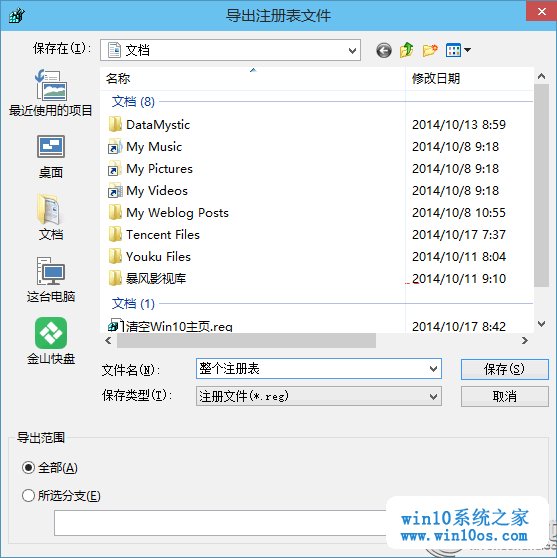 导出注册表文件
保存在(I):
文档
名称
修改日期
文档 (8)
DataMystic 2014/10/13 8:59
My Music 2014/10/8 9:18
My Pictures 2014/10/8 9:18
My Videos 2014/10/8 9:18
My Weblog Posts 2014/10/8 10:55
Tencent Files 2014/10/17 7:37
Youku Files 2014/10/11 8:04
暴风影视库 2014/10/11 9:10
文档 (1)
清空Win10主页.reg 2014/10/17 8:42
最近使用的项目
桌面
文档
这台电脑
金山快盘
文件名(N): 整个注册表 保存(S)
保存类型(T): 注册文件(*.reg) 取消
导出范围
全部(A)
所选分支(E)
win10系统之家
www.win10os.com